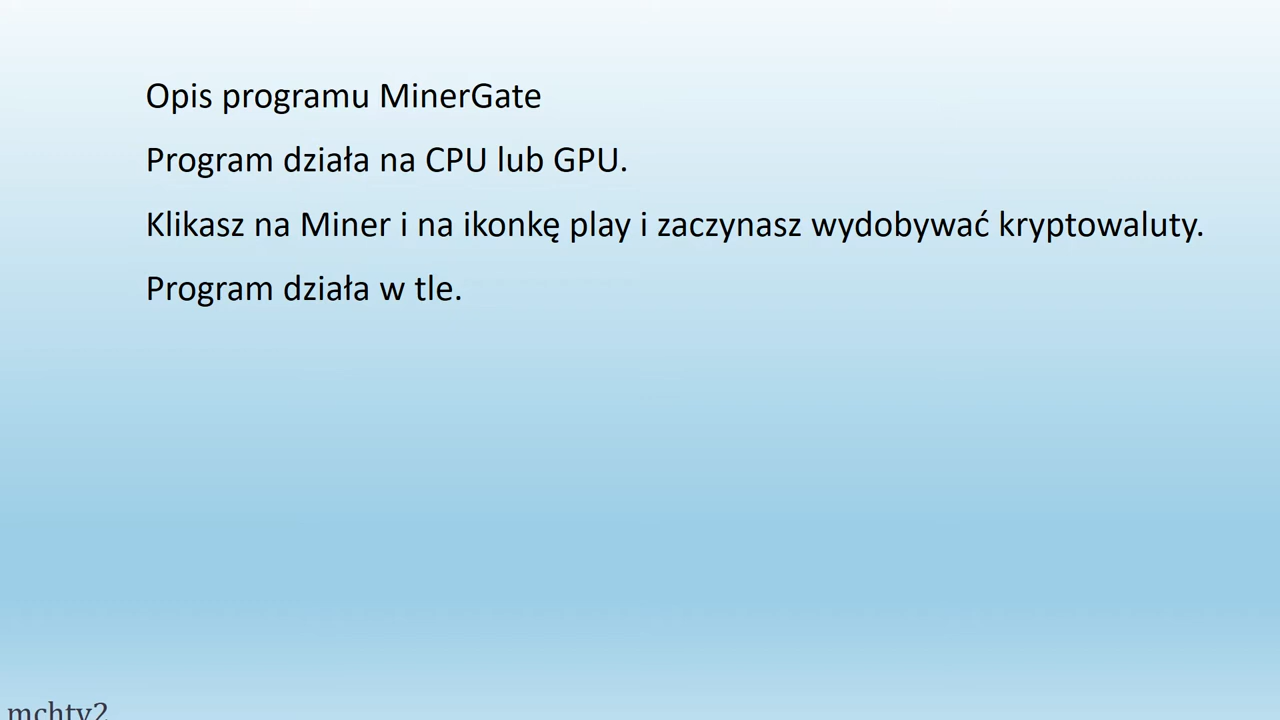 Opis programu MinerGate
Program działa na CPU lub GPU.
Klikasz na Miner i na ikonkę play i zaczynasz wydobywać kryptowaluty.
Program działa w tle.
mchtv2